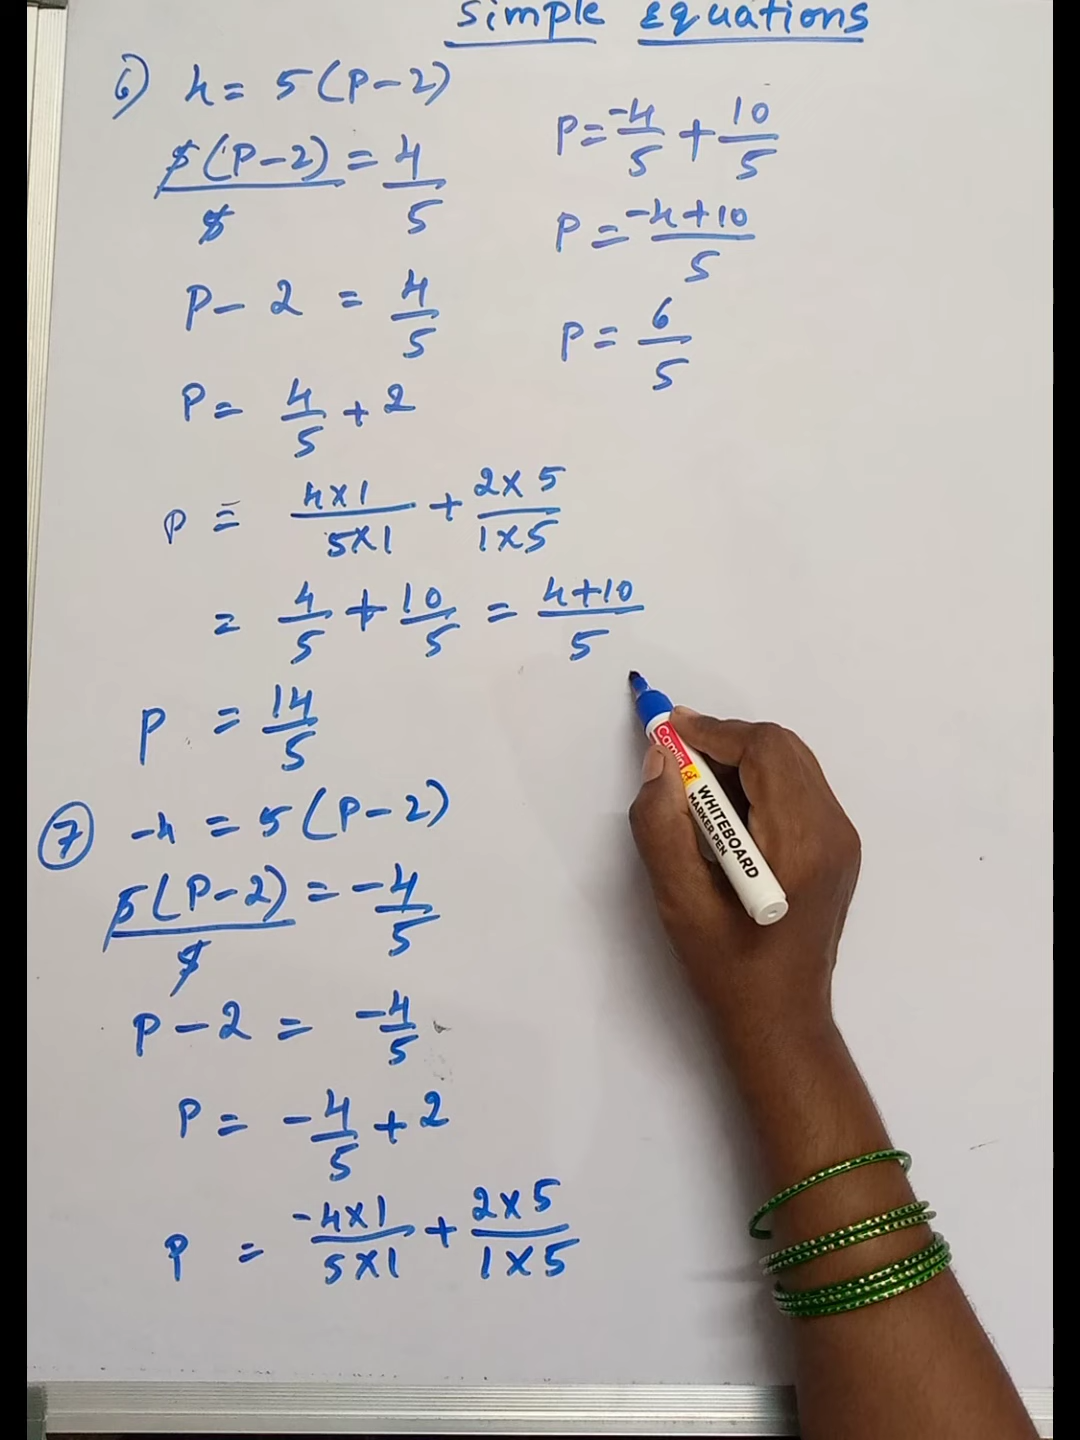 Simple Equations
6) 4 = 5(P-2)
5(P-2)/5 = 4/5
P - 2 = 4/5
P = 4/5 + 2
P = 4×1/5×1 + 2×5/1×5
= 4/5 + 10/5 = 4+10/5
P = 14/5
7 -4 = 5(P-2)
5(P-2)/5 = -4/5
P - 2 = -4/5
P = -4/5 + 2
P = -4×1/5×1 + 2×5/1×5
P = -4/5 + 10/5
P = -4+10/5
P = 6/5
Camlin
WHITEBOARD
MARKER PEN